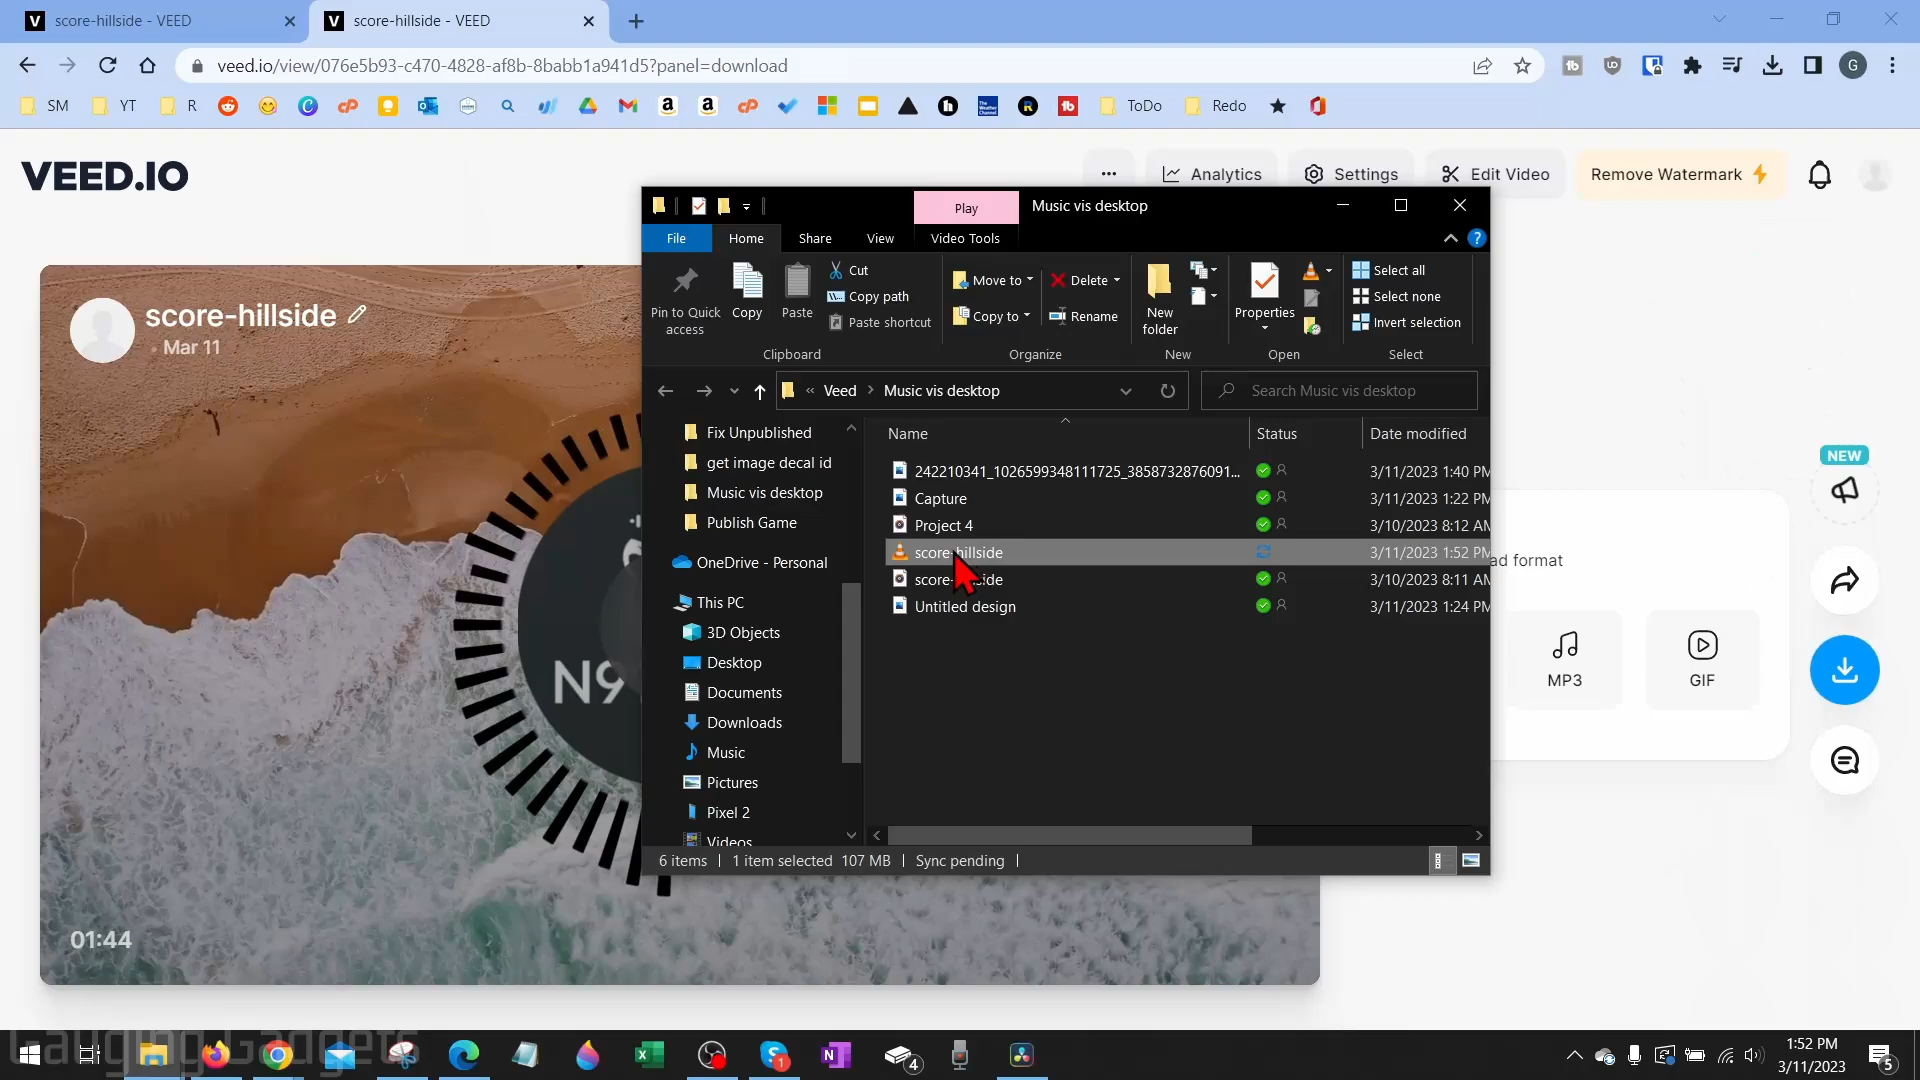 score-hillside - VEED
score-hillside - VEED
veed.io/view/076e5b93-c470-4828-af8b-8babb1a941d5?panel=download
G
SM
YT
R
ToDo
Redo
VEED.IO
Analytics
Settings
Edit Video
Remove Watermark
score-hillside
• Mar 11
N9
01:44
Play
Music vis desktop
File
Home
Share
View
Video Tools
Pin to Quick access
Copy
Paste
Cut
Copy path
Paste shortcut
Clipboard
Move to
Copy to
Delete
Rename
Organize
New folder
New
Properties
Open
Select all
Select none
Invert selection
Select
« Veed > Music vis desktop
Search Music vis desktop
Fix Unpublished
get image decal id
Music vis desktop
Publish Game
OneDrive - Personal
This PC
3D Objects
Desktop
Documents
Downloads
Music
Pictures
Pixel 2
Videos
Name Status Date modified
242210341_1026599348111725_3858732876091... 3/11/2023 1:40 PM
Capture 3/11/2023 1:22 PM
Project 4 3/10/2023 8:12 AM
score-hillside 3/11/2023 1:52 PM
score-hillside 3/10/2023 8:11 AM
Untitled design 3/11/2023 1:24 PM
6 items 1 item selected 107 MB Sync pending
NEW
ad format
MP3
GIF
Gauging Gadgets
1
4
1:52 PM
3/11/2023
5